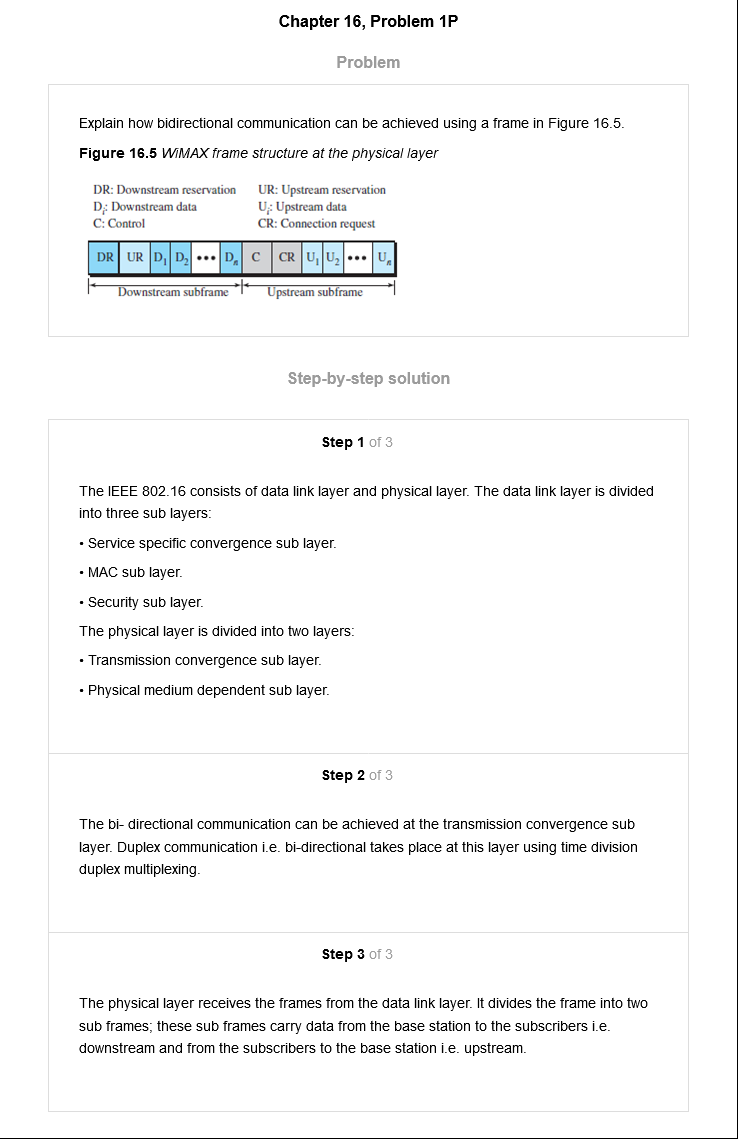 Chapter 16, Problem 1P
Problem
Explain how bidirectional communication can be achieved using a frame in Figure 16.5.
Figure 16.5 WiMAX frame structure at the physical layer
DR: Downstream reservation UR: Upstream reservation
Di: Downstream data Ui: Upstream data
C: Control CR: Connection request
DR UR D1 D2 ••• Dn C CR U1 U2 ••• Un
Downstream subframe Upstream subframe
Step-by-step solution
Step 1 of 3
The IEEE 802.16 consists of data link layer and physical layer. The data link layer is divided
into three sub layers:
• Service specific convergence sub layer.
• MAC sub layer.
• Security sub layer.
The physical layer is divided into two layers:
• Transmission convergence sub layer.
• Physical medium dependent sub layer.
Step 2 of 3
The bi- directional communication can be achieved at the transmission convergence sub
layer. Duplex communication i.e. bi-directional takes place at this layer using time division
duplex multiplexing.
Step 3 of 3
The physical layer receives the frames from the data link layer. It divides the frame into two
sub frames; these sub frames carry data from the base station to the subscribers i.e.
downstream and from the subscribers to the base station i.e. upstream.